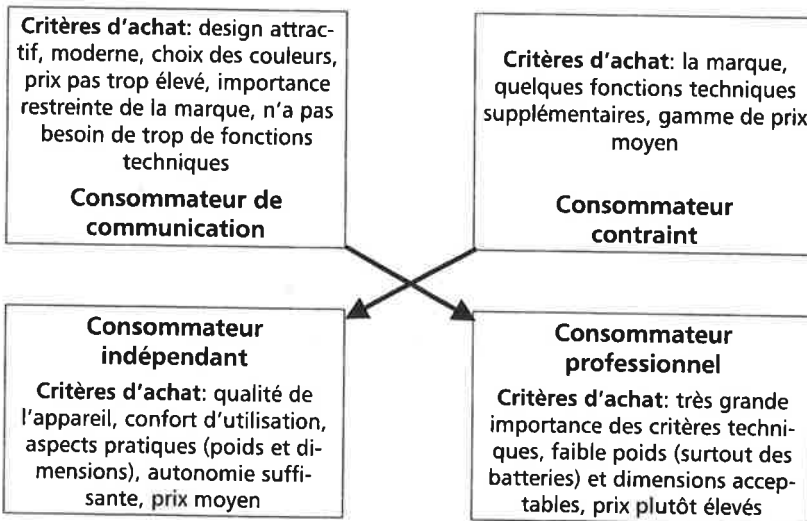 Critères d'achat: design attrac-
tif, moderne, choix des couleurs,
prix pas trop élevé, importance
restreinte de la marque, n'a pas
besoin de trop de fonctions
techniques
Consommateur de
communication
Critères d'achat: la marque,
quelques fonctions techniques
supplémentaires, gamme de prix
moyen
Consommateur
contraint
Consommateur
indépendant
Critères d'achat: qualité de
l'appareil, confort d'utilisation,
aspects pratiques (poids et di-
mensions), autonomie suffi-
sante, prix moyen
Consommateur
professionnel
Critères d'achat: très grande
importance des critères techni-
ques, faible poids (surtout des
batteries) et dimensions accep-
tables, prix plutôt élevés